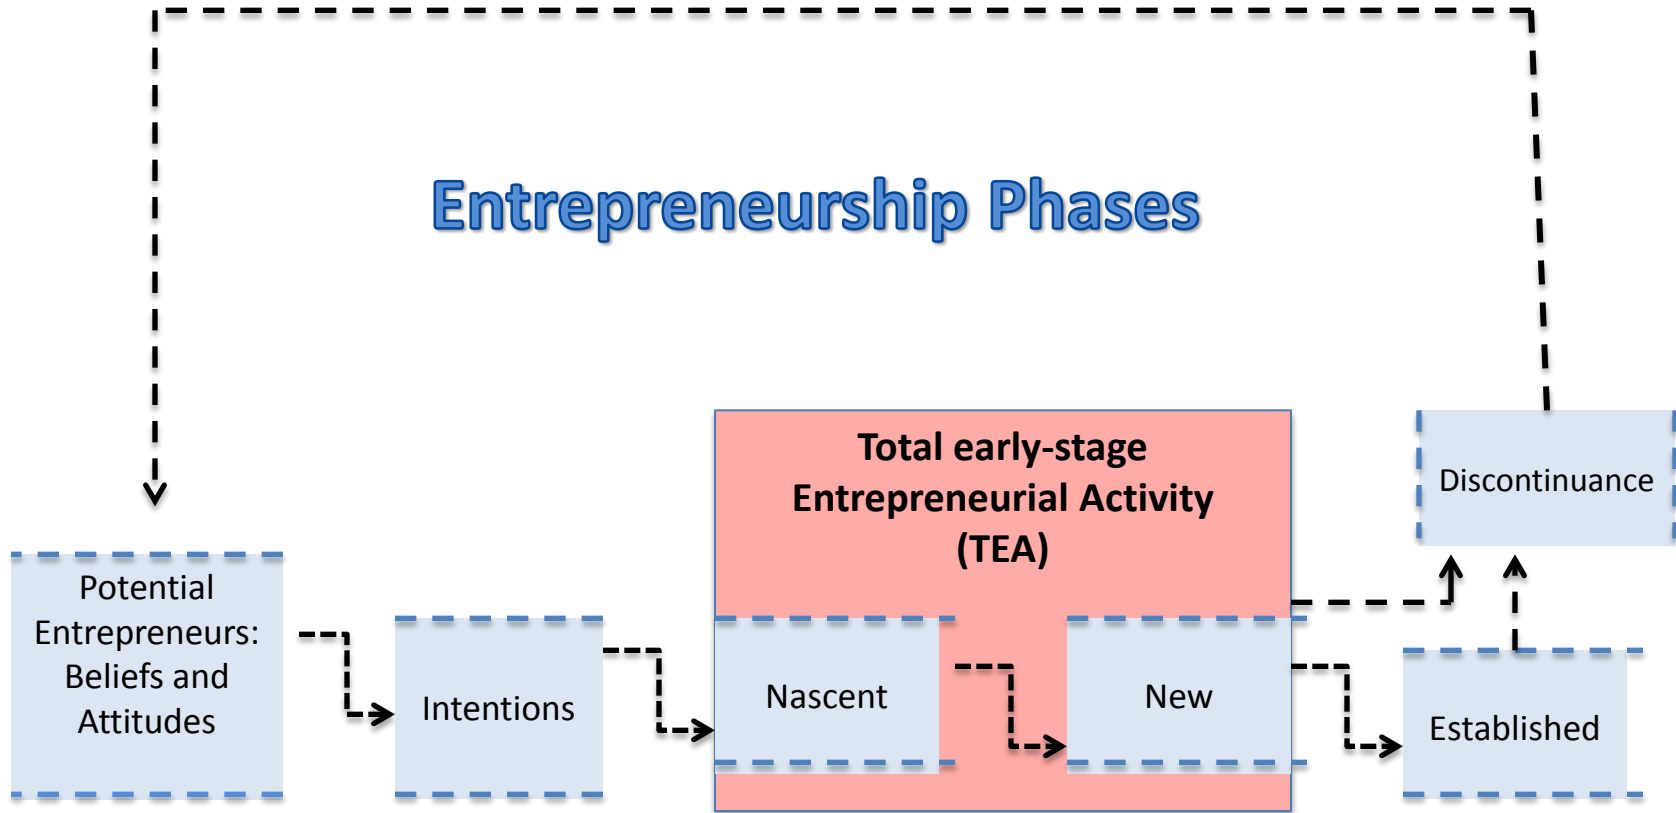 Entrepreneurship Phases
Total early-stage
Entrepreneurial Activity
(TEA)
Discontinuance
Potential
Entrepreneurs:
Beliefs and
Attitudes
Intentions
Nascent
New
Established